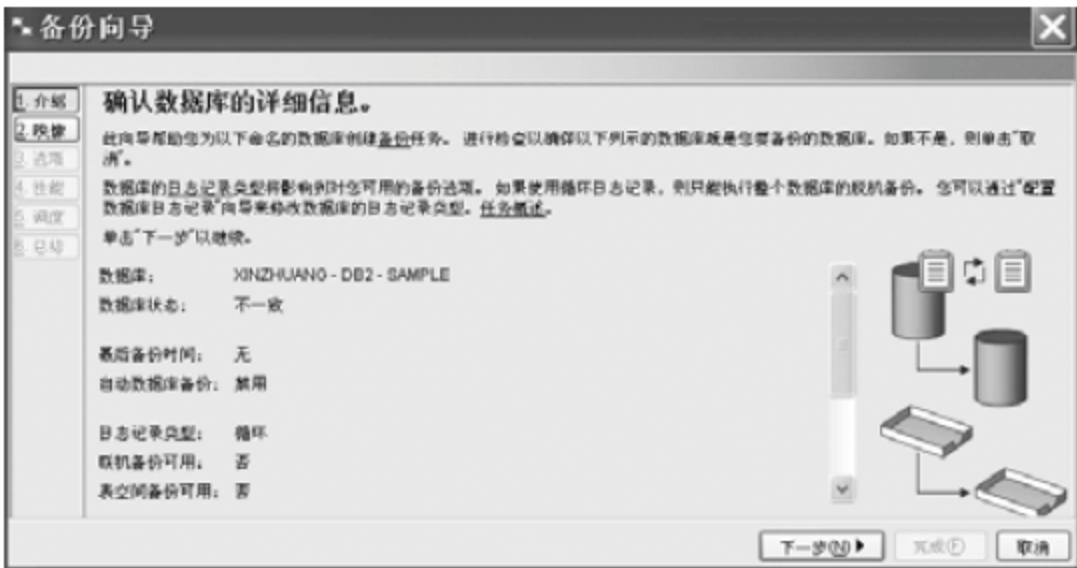 备份向导
1. 介绍
2. 映像
3. 选项
4. 性能
5. 调度
6. 总结
确认数据库的详细信息。
此向导帮助您为以下命名的数据库创建备份任务。 进行检查以确保以下列示的数据库就是您要备份的数据库。如果不是，则单击“取
消”。
数据库的日志记录类型将影响到对您可用的备份选项。 如果使用循环日志记录，则只能执行整个数据库的脱机备份。 您可以通过“配置
数据库日志记录”向导来修改数据库的日志记录类型。任务概述。
单击“下一步”以继续。
数据库： XINZHUANG - DB2 - SAMPLE
数据库状态： 不一致
最后备份时间： 无
自动数据库备份： 禁用
日志记录类型： 循环
联机备份可用： 否
表空间备份可用： 否
下一步(N)
完成(F)
取消